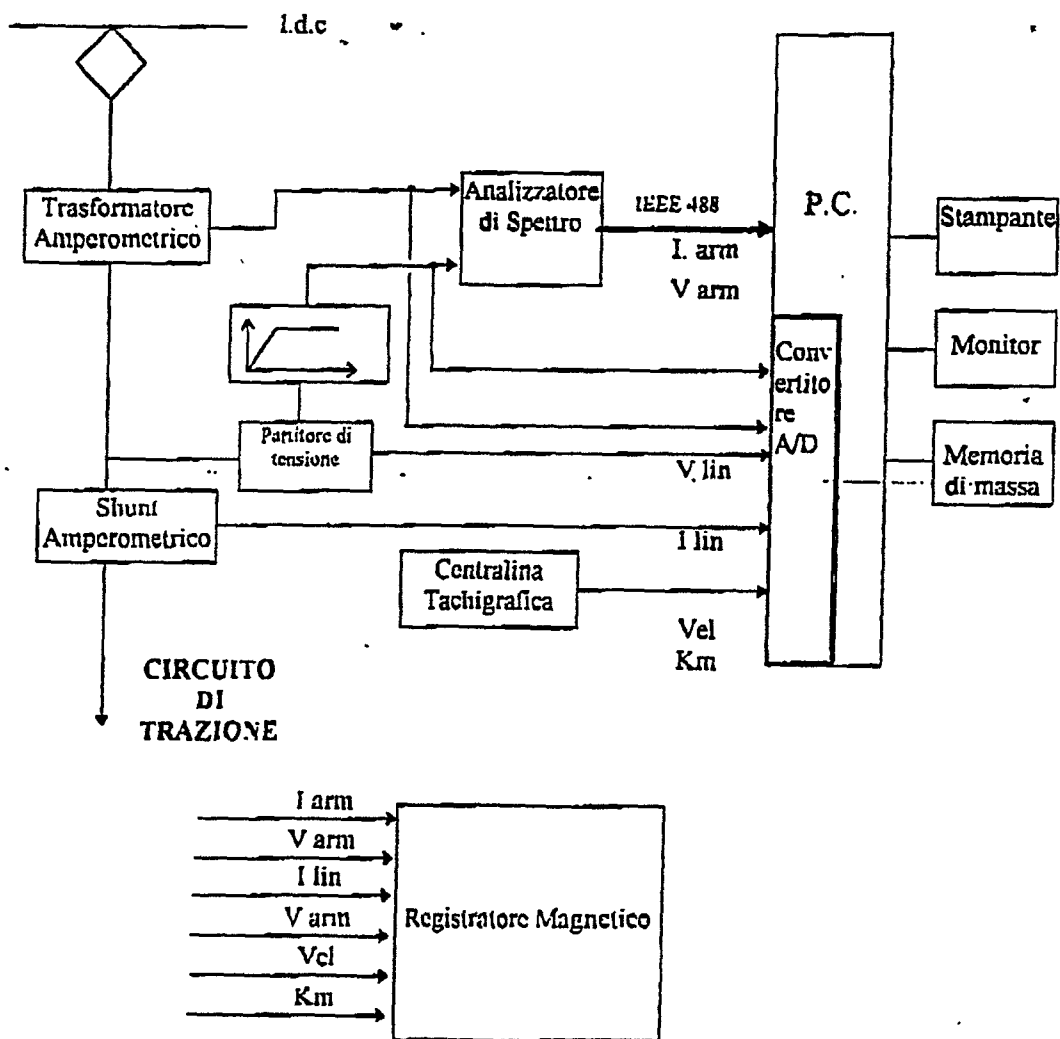 l.d.c
Trasformatore
Amperometrico
Analizzatore
di Spettro
IEEE 488
I. arm
V arm
P.C.
Stampante
Monitor
Memoria
di massa
Conv
ertito
re
A/D
Partitore di
tensione
V lin
Shunt
Amperometrico
I lin
Centralina
Tachigrafica
Vel
Km
CIRCUITO
DI
TRAZIONE
I arm
V arm
I lin
V arm
Vel
Km
Registratore Magnetico